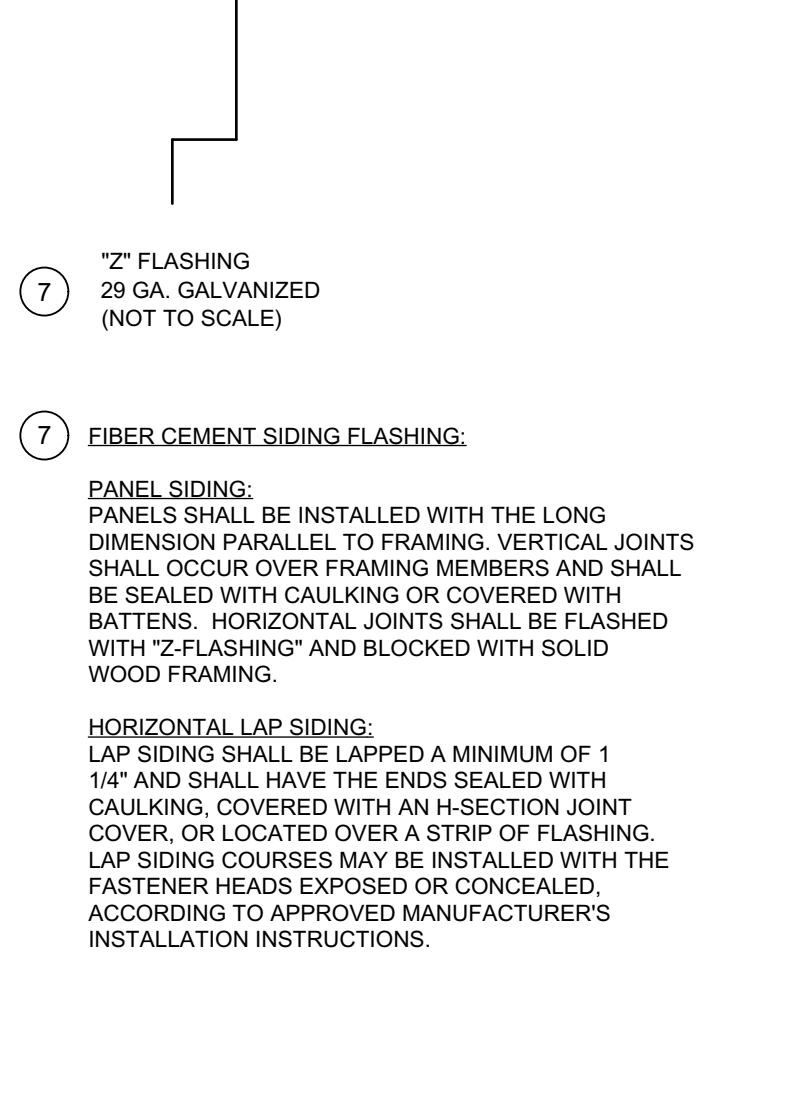 "Z" FLASHING
7 29 GA. GALVANIZED
(NOT TO SCALE)
7 FIBER CEMENT SIDING FLASHING:
PANEL SIDING:
PANELS SHALL BE INSTALLED WITH THE LONG
DIMENSION PARALLEL TO FRAMING. VERTICAL JOINTS
SHALL OCCUR OVER FRAMING MEMBERS AND SHALL
BE SEALED WITH CAULKING OR COVERED WITH
BATTENS.  HORIZONTAL JOINTS SHALL BE FLASHED
WITH "Z-FLASHING" AND BLOCKED WITH SOLID
WOOD FRAMING.
HORIZONTAL LAP SIDING:
LAP SIDING SHALL BE LAPPED A MINIMUM OF 1
1/4" AND SHALL HAVE THE ENDS SEALED WITH
CAULKING, COVERED WITH AN H-SECTION JOINT
COVER, OR LOCATED OVER A STRIP OF FLASHING.
LAP SIDING COURSES MAY BE INSTALLED WITH THE
FASTENER HEADS EXPOSED OR CONCEALED,
ACCORDING TO APPROVED MANUFACTURER'S
INSTALLATION INSTRUCTIONS.